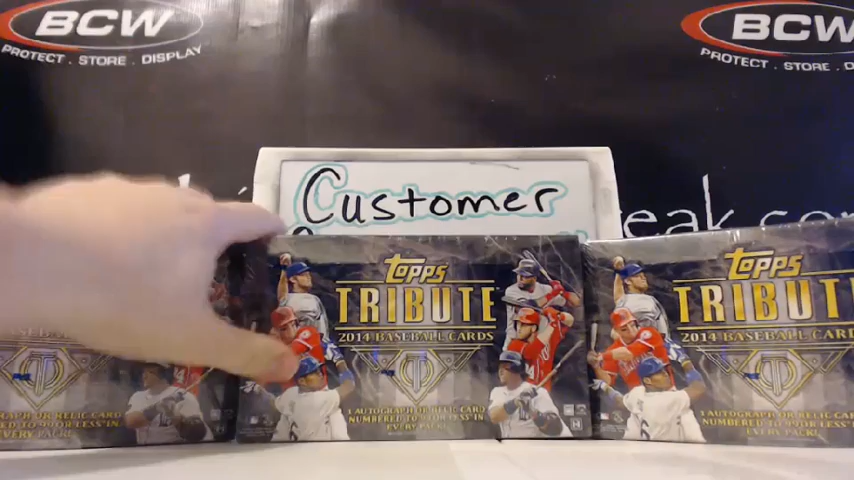 BCW
PROTECT . STORE . DISPLAY
BCW
PROTECT . STORE . D
Customer
eak
.com
Topps
TRIBUTE
2014 BASEBALL CARDS
1 AUTOGRAPH OR RELIC CARD
NUMBERED TO 99 OR LESS* IN
EVERY PACK!
Topps
TRIBUTE
2014 BASEBALL CARDS
1 AUTOGRAPH OR RELIC CARD
NUMBERED TO 99 OR LESS* IN
EVERY PACK!